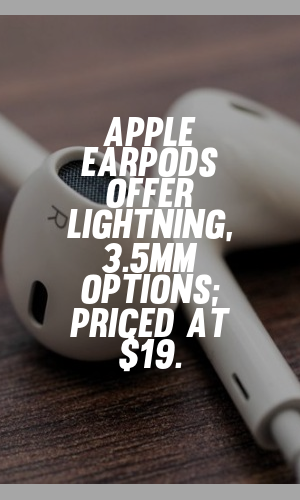 APPLE
EARPODS
OFFER
LIGHTNING,
3.5MM
OPTIONS;
PRICED AT
$19.
R